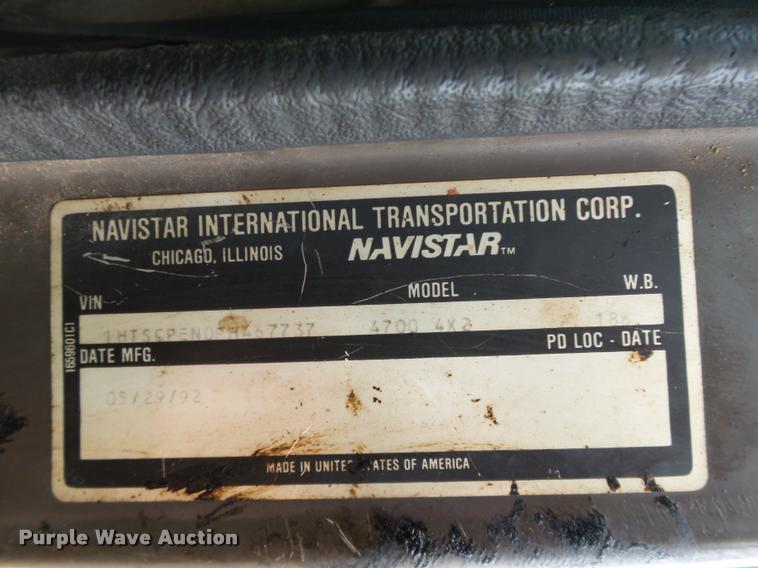 NAVISTAR INTERNATIONAL TRANSPORTATION CORP.
CHICAGO, ILLINOIS NAVISTAR™
VIN MODEL W.B.
4700 4X2
DATE MFG. PD LOC - DATE
05/29/92
1659601C1
MADE IN UNITED STATES OF AMERICA
Purple Wave Auction